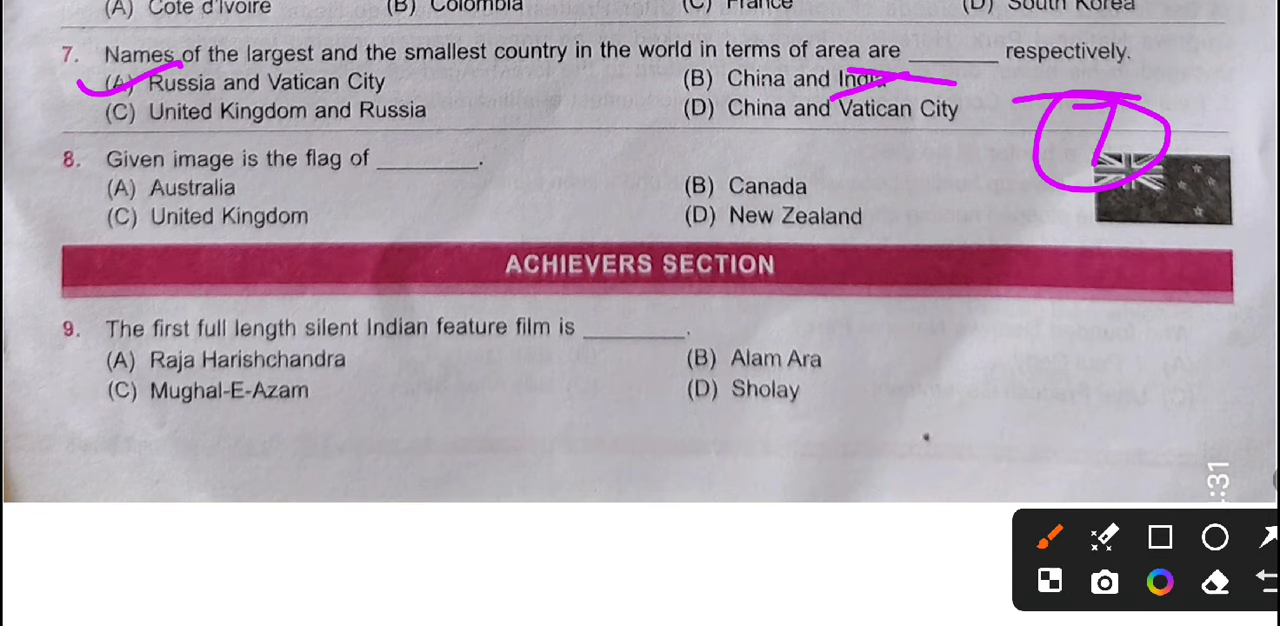 (A) Cote d'Ivoire (B) Colombia (C) France (D) South Korea
7. Names of the largest and the smallest country in the world in terms of area are ________ respectively.
(A) Russia and Vatican City (B) China and India
(C) United Kingdom and Russia (D) China and Vatican City
8. Given image is the flag of ________.
(A) Australia (B) Canada
(C) United Kingdom (D) New Zealand
ACHIEVERS SECTION
9. The first full length silent Indian feature film is ________.
(A) Raja Harishchandra (B) Alam Ara
(C) Mughal-E-Azam (D) Sholay
:31